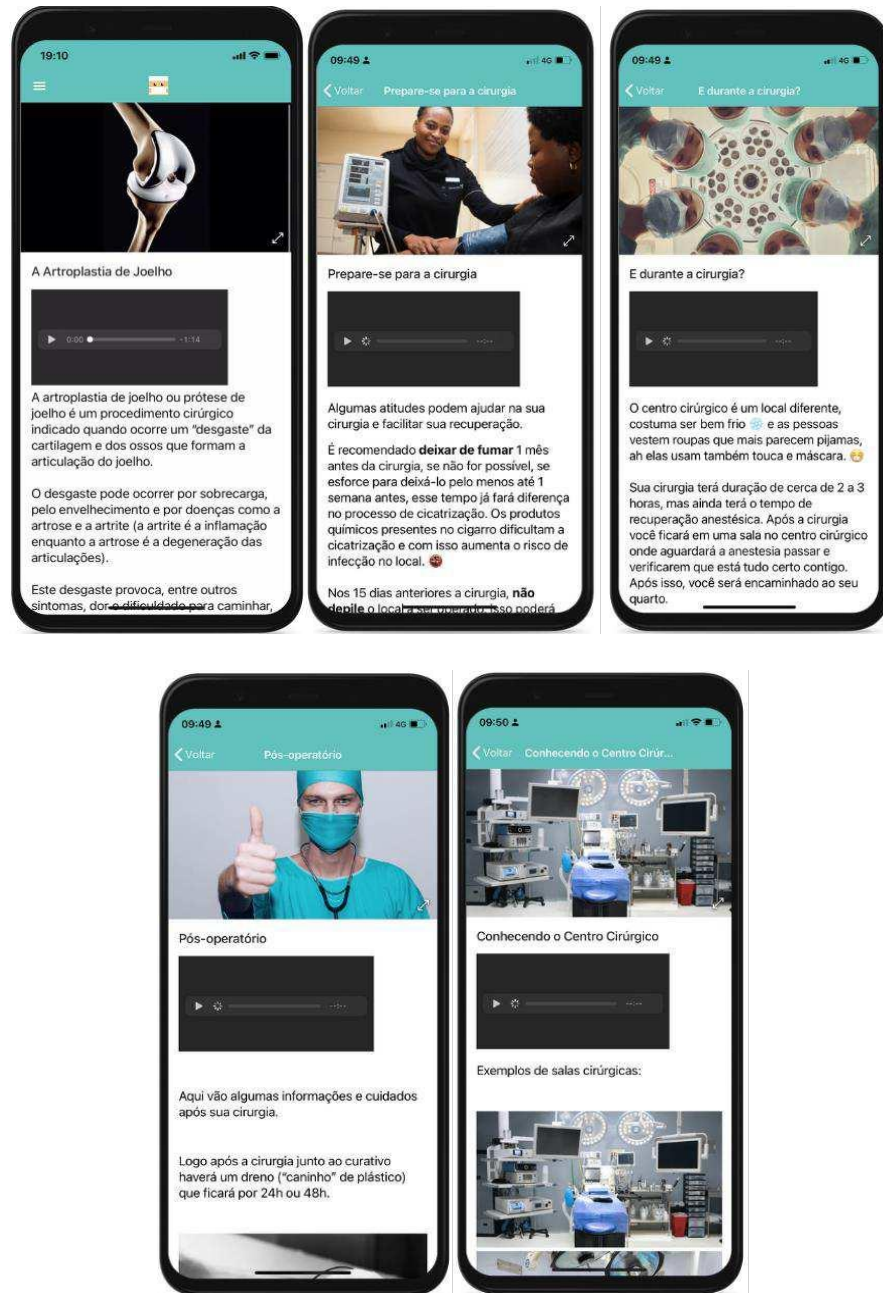 19:10
A Artroplastia de Joelho
0:00
-1:14
A artroplastia de joelho ou prótese de
joelho é um procedimento cirúrgico
indicado quando ocorre um “desgaste” da
cartilagem e dos ossos que formam a
articulação do joelho.
O desgaste pode ocorrer por sobrecarga,
pelo envelhecimento e por doenças como a
artrose e a artrite (a artrite é a inflamação
enquanto a artrose é a degeneração das
articulações).
Este desgaste provoca, entre outros
sintomas, dor e dificuldade para caminhar,
09:49
4G
Voltar Prepare-se para a cirurgia
Prepare-se para a cirurgia
--:--
Algumas atitudes podem ajudar na sua
cirurgia e facilitar sua recuperação.
É recomendado deixar de fumar 1 mês
antes da cirurgia, se não for possível, se
esforce para deixá-lo pelo menos até 1
semana antes, esse tempo já fará diferença
no processo de cicatrização. Os produtos
químicos presentes no cigarro dificultam a
cicatrização e com isso aumenta o risco de
infecção no local.
Nos 15 dias anteriores a cirurgia, não
depile o local a ser operado, isso poderá
09:49
4G
Voltar E durante a cirurgia?
E durante a cirurgia?
--:--
O centro cirúrgico é um local diferente,
costuma ser bem frio ❄️ e as pessoas
vestem roupas que mais parecem pijamas,
ah elas usam também touca e máscara.
Sua cirurgia terá duração de cerca de 2 a 3
horas, mas ainda terá o tempo de
recuperação anestésica. Após a cirurgia
você ficará em uma sala no centro cirúrgico
onde aguardará a anestesia passar e
verificarem que está tudo certo contigo.
Após isso, você será encaminhado ao seu
quarto.
09:49
4G
Voltar Pós-operatório
Pós-operatório
--:--
Aqui vão algumas informações e cuidados
após sua cirurgia.
Logo após a cirurgia junto ao curativo
haverá um dreno (“caninho” de plástico)
que ficará por 24h ou 48h.
09:50
Voltar Conhecendo o Centro Cirúr...
Conhecendo o Centro Cirúrgico
--:--
Exemplos de salas cirúrgicas: